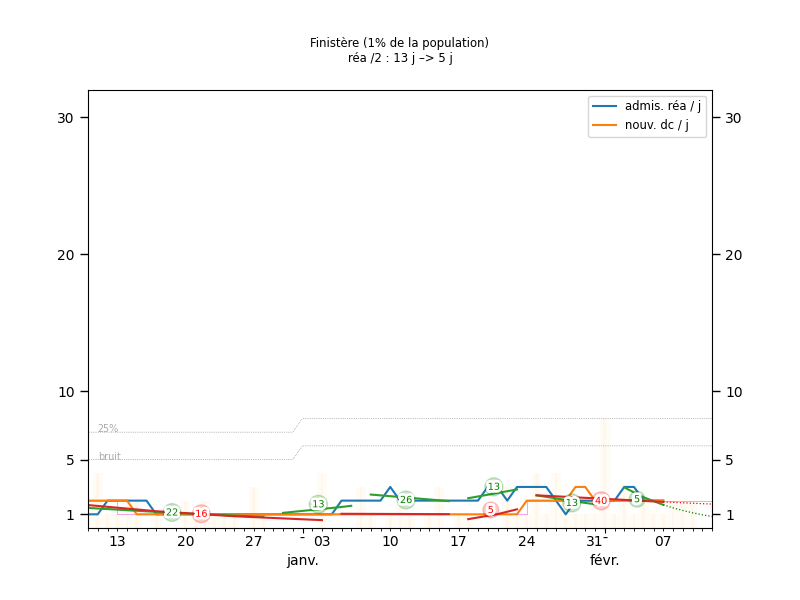 Finistère (1% de la population)
réa /2 : 13 j –> 5 j
admis. réa / j
nouv. dc / j
30 30
20 20
10 10
25%
bruit
5 5
13 13 26 22 16 5 13 40 5
1 1
13 20 27 - 03 10 17 24 31 - 07
janv. févr.